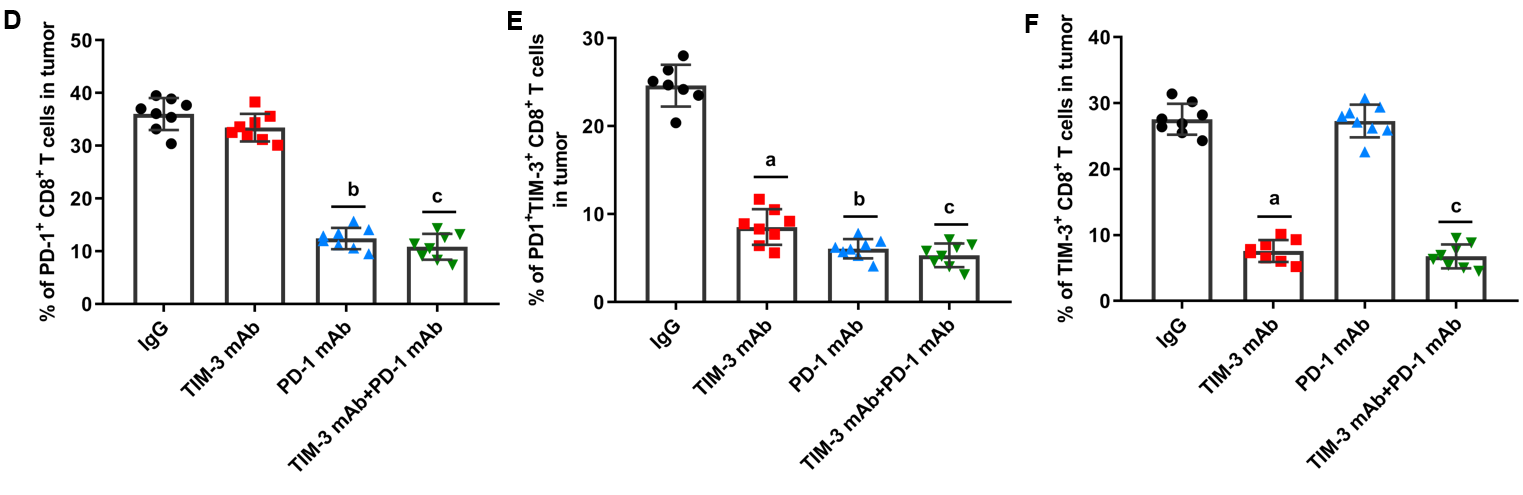 D
% of PD-1⁺ CD8⁺ T cells in tumor
50
40
30
20
10
0
b
c
IgG
TIM-3 mAb
PD-1 mAb
TIM-3 mAb+PD-1 mAb
E
% of PD1⁺TIM-3⁺ CD8⁺ T cells
in tumor
30
20
10
0
a
b
c
IgG
TIM-3 mAb
PD-1 mAb
TIM-3 mAb+PD-1 mAb
F
% of TIM-3⁺ CD8⁺ T cells in tumor
40
30
20
10
0
a
c
IgG
TIM-3 mAb
PD-1 mAb
TIM-3 mAb+PD-1 mAb